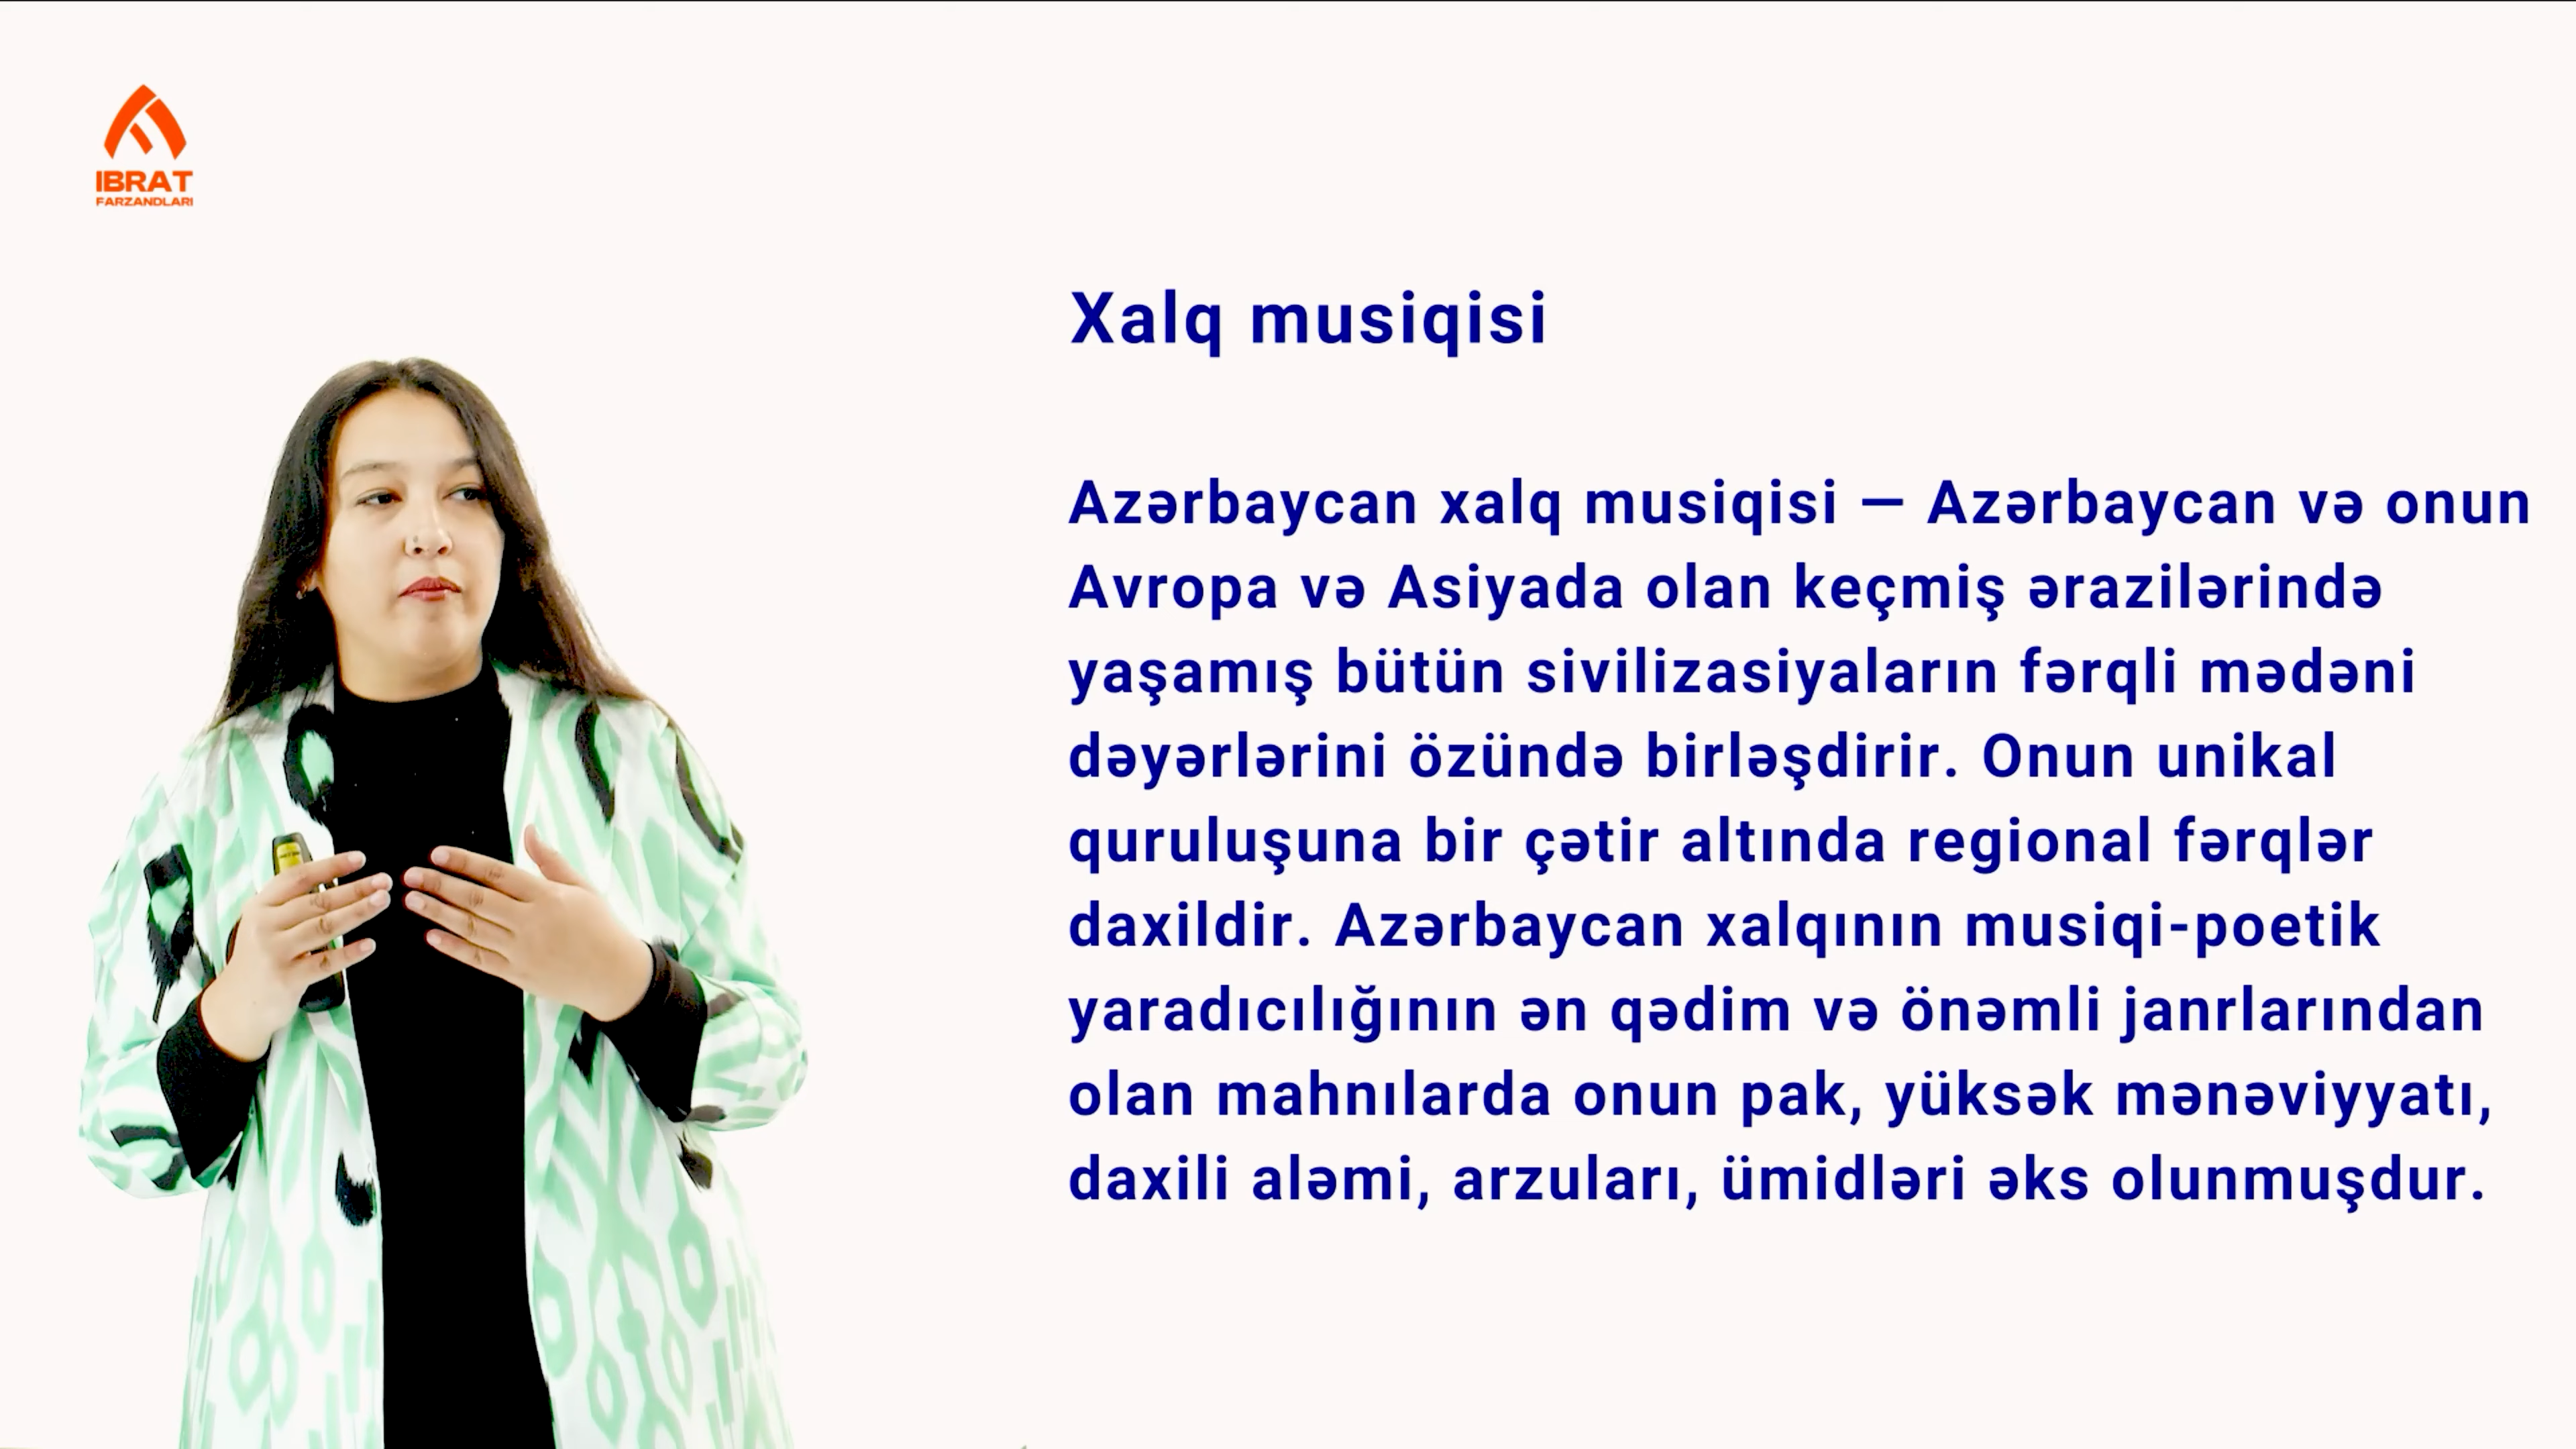 IBRAT
FARZANDLARI
Xalq musiqisi
Azərbaycan xalq musiqisi — Azərbaycan və onun
Avropa və Asiyada olan keçmiş ərazilərində
yaşamış bütün sivilizasiyaların fərqli mədəni
dəyərlərini özündə birləşdirir. Onun unikal
quruluşuna bir çətir altında regional fərqlər
daxildir. Azərbaycan xalqının musiqi-poetik
yaradıcılığının ən qədim və önəmli janrlarından
olan mahnılarda onun pak, yüksək mənəviyyatı,
daxili aləmi, arzuları, ümidləri əks olunmuşdur.